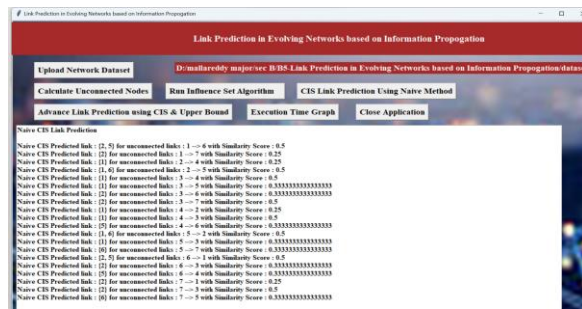 Link Prediction in Evolving Networks based on Information Propogation
Link Prediction in Evolving Networks based on Information Propogation
Upload Network Dataset
D:/mallareddy major/sec B/B5-Link Prediction in Evolving Networks based on Information Propogation/datase
Calculate Unconnected Nodes
Run Influence Set Algorithm
CIS Link Prediction Using Naive Method
Advance Link Prediction using CIS & Upper Bound
Execution Time Graph
Close Application
Naive CIS Link Prediction
Naive CIS Predicted link : {2, 5} for unconnected links : 1 --> 6 with Similarity Score : 0.5
Naive CIS Predicted link : {2} for unconnected links : 1 --> 7 with Similarity Score : 0.25
Naive CIS Predicted link : {1} for unconnected links : 2 --> 4 with Similarity Score : 0.25
Naive CIS Predicted link : {1, 6} for unconnected links : 2 --> 5 with Similarity Score : 0.5
Naive CIS Predicted link : {1} for unconnected links : 3 --> 4 with Similarity Score : 0.5
Naive CIS Predicted link : {1} for unconnected links : 3 --> 5 with Similarity Score : 0.3333333333333333
Naive CIS Predicted link : {2} for unconnected links : 3 --> 6 with Similarity Score : 0.3333333333333333
Naive CIS Predicted link : {2} for unconnected links : 3 --> 7 with Similarity Score : 0.5
Naive CIS Predicted link : {1} for unconnected links : 4 --> 2 with Similarity Score : 0.25
Naive CIS Predicted link : {1} for unconnected links : 4 --> 3 with Similarity Score : 0.5
Naive CIS Predicted link : {5} for unconnected links : 4 --> 6 with Similarity Score : 0.3333333333333333
Naive CIS Predicted link : {1, 6} for unconnected links : 5 --> 2 with Similarity Score : 0.5
Naive CIS Predicted link : {1} for unconnected links : 5 --> 3 with Similarity Score : 0.3333333333333333
Naive CIS Predicted link : {6} for unconnected links : 5 --> 7 with Similarity Score : 0.3333333333333333
Naive CIS Predicted link : {2, 5} for unconnected links : 6 --> 1 with Similarity Score : 0.5
Naive CIS Predicted link : {2} for unconnected links : 6 --> 3 with Similarity Score : 0.3333333333333333
Naive CIS Predicted link : {5} for unconnected links : 6 --> 4 with Similarity Score : 0.3333333333333333
Naive CIS Predicted link : {2} for unconnected links : 7 --> 1 with Similarity Score : 0.25
Naive CIS Predicted link : {2} for unconnected links : 7 --> 3 with Similarity Score : 0.5
Naive CIS Predicted link : {6} for unconnected links : 7 --> 5 with Similarity Score : 0.3333333333333333